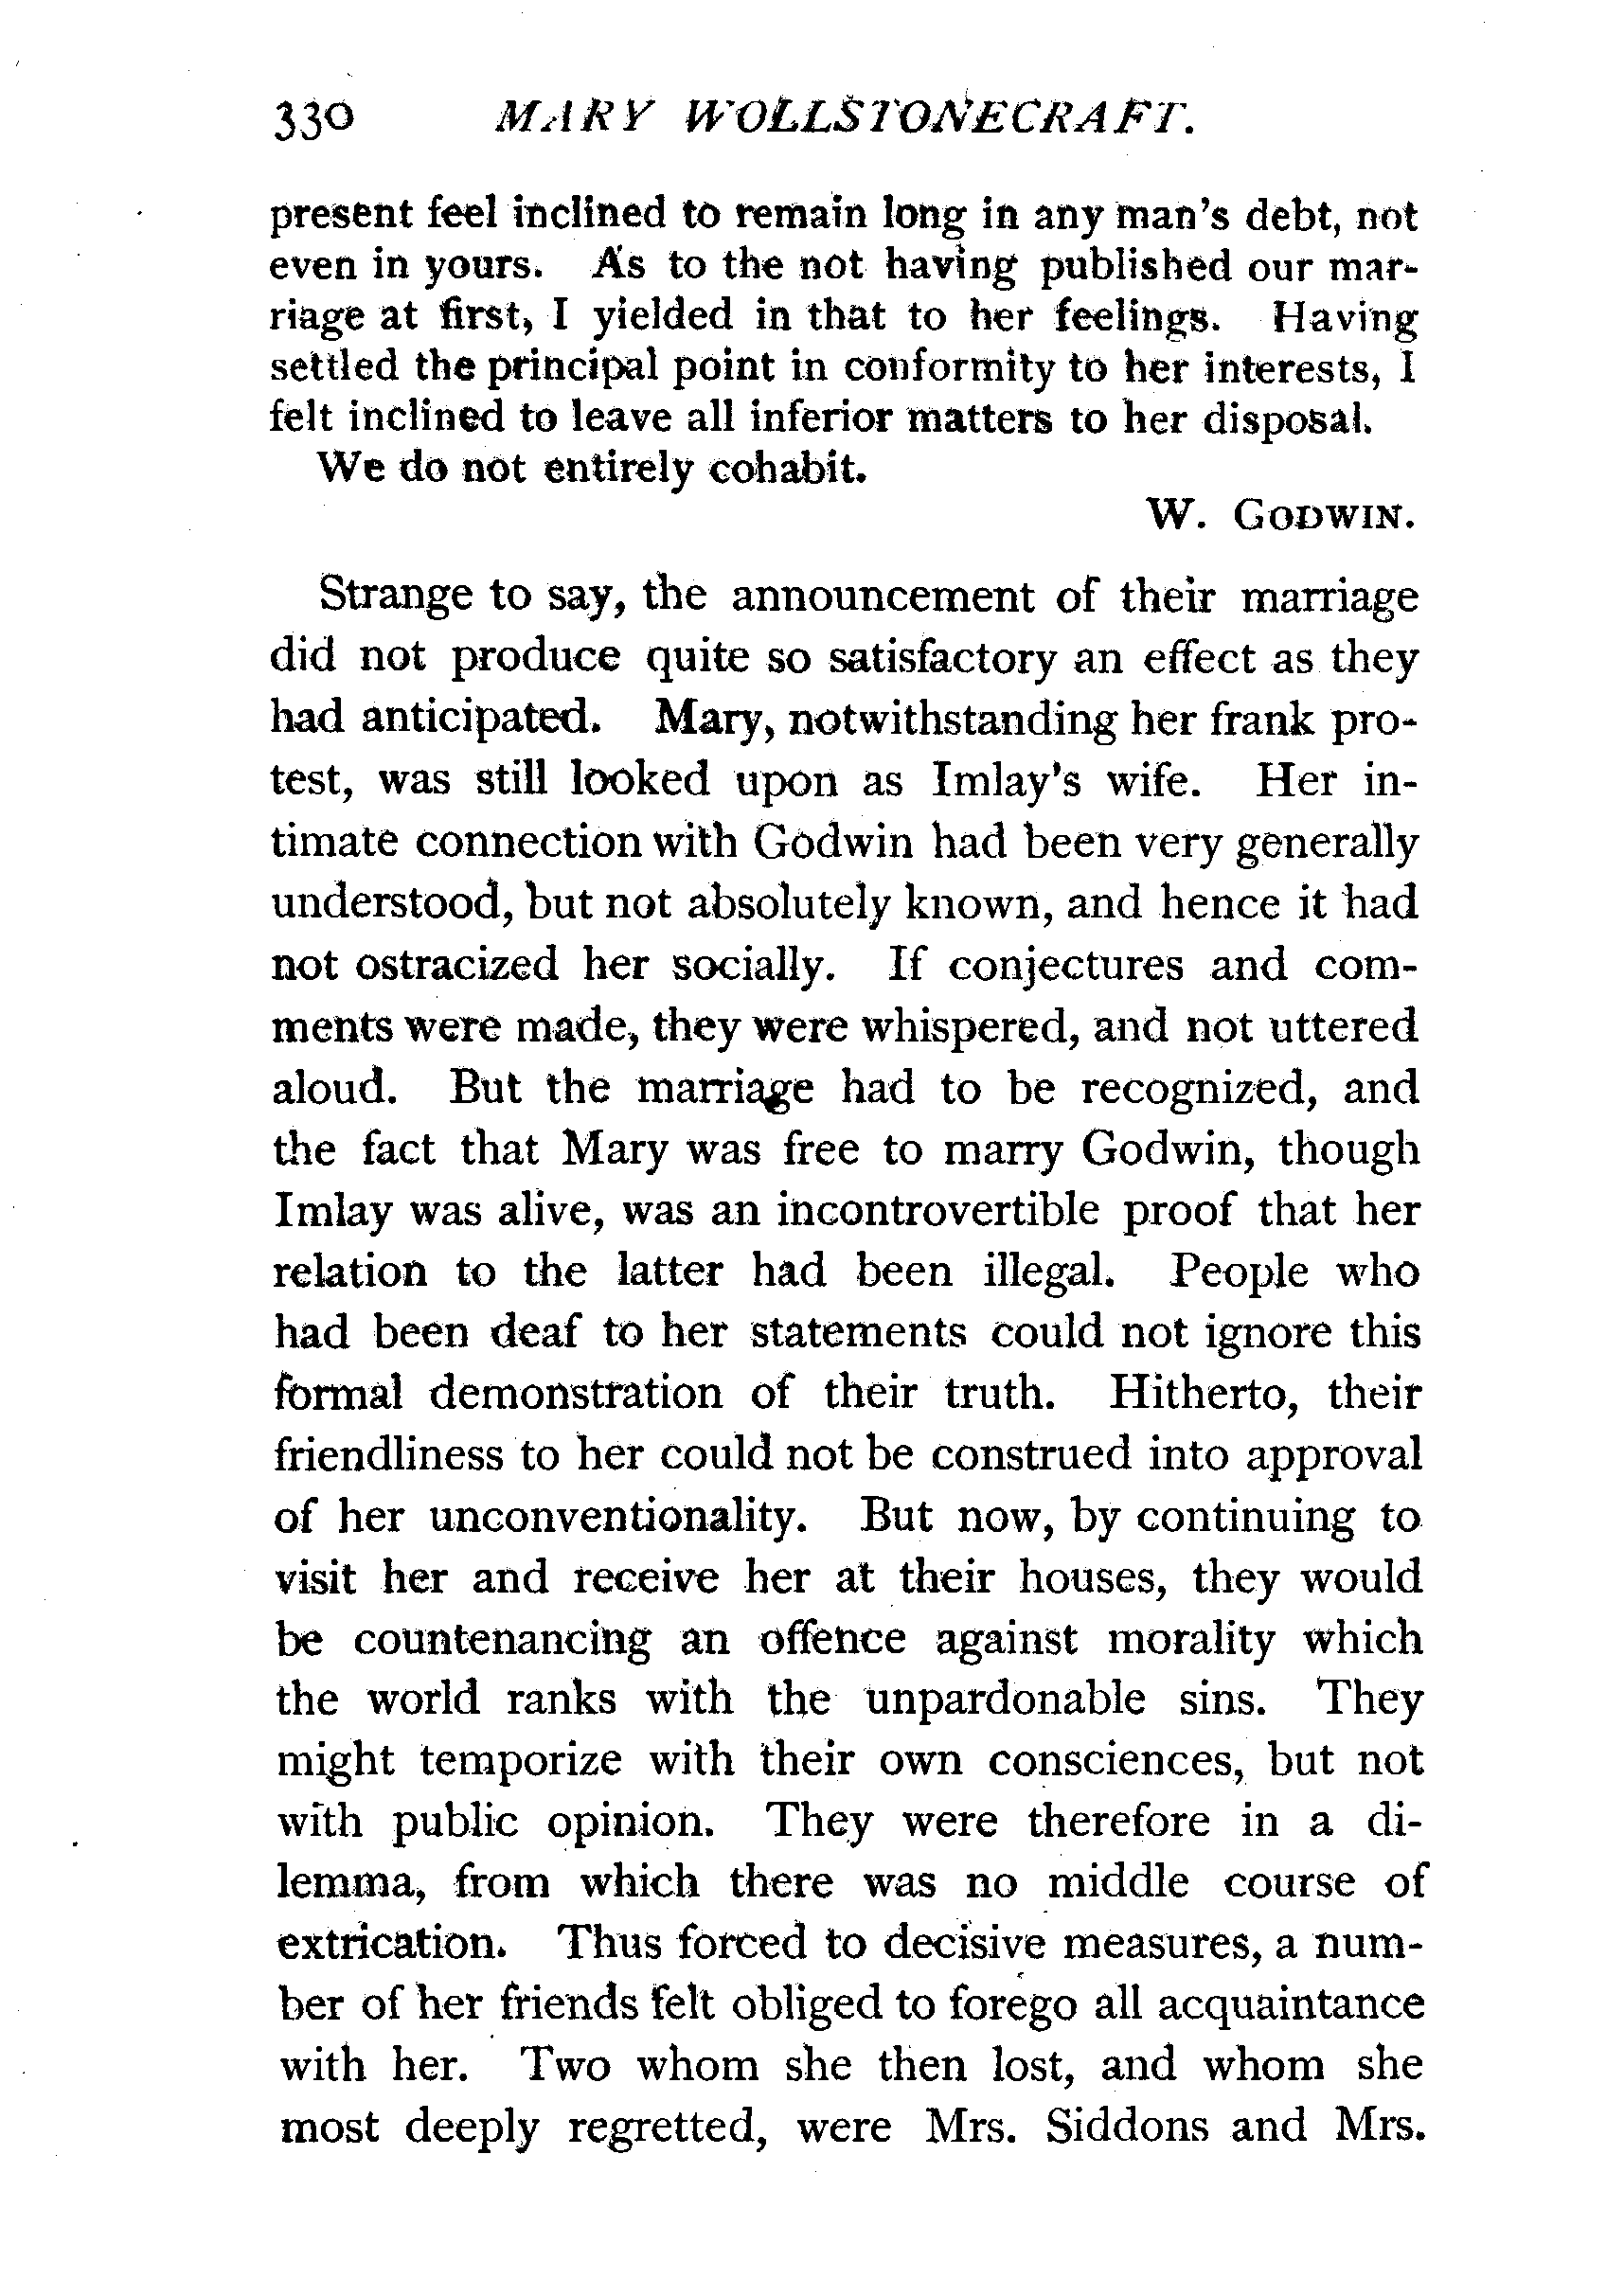 330 MARY WOLLSTONECRAFT.
present feel inclined to remain long in any man's debt, not
even in yours. As to the not having published our mar-
riage at first, I yielded in that to her feelings. Having
settled the principal point in conformity to her interests, I
felt inclined to leave all inferior matters to her disposal.
We do not entirely cohabit.
W. GODWIN.
Strange to say, the announcement of their marriage
did not produce quite so satisfactory an effect as they
had anticipated. Mary, notwithstanding her frank pro-
test, was still looked upon as Imlay's wife. Her in-
timate connection with Godwin had been very generally
understood, but not absolutely known, and hence it had
not ostracized her socially. If conjectures and com-
ments were made, they were whispered, and not uttered
aloud. But the marriage had to be recognized, and
the fact that Mary was free to marry Godwin, though
Imlay was alive, was an incontrovertible proof that her
relation to the latter had been illegal. People who
had been deaf to her statements could not ignore this
formal demonstration of their truth. Hitherto, their
friendliness to her could not be construed into approval
of her unconventionality. But now, by continuing to
visit her and receive her at their houses, they would
be countenancing an offence against morality which
the world ranks with the unpardonable sins. They
might temporize with their own consciences, but not
with public opinion. They were therefore in a di-
lemma, from which there was no middle course of
extrication. Thus forced to decisive measures, a num-
ber of her friends felt obliged to forego all acquaintance
with her. Two whom she then lost, and whom she
most deeply regretted, were Mrs. Siddons and Mrs.